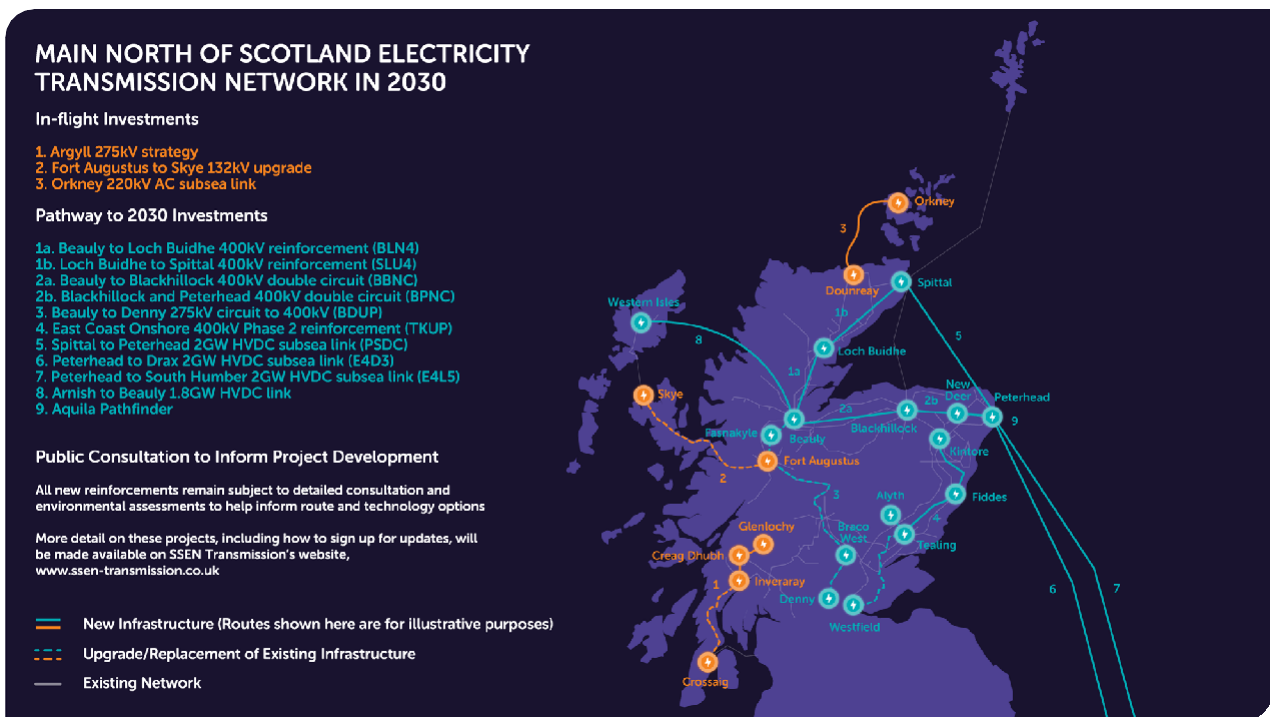 MAIN NORTH OF SCOTLAND ELECTRICITY
TRANSMISSION NETWORK IN 2030
In-flight Investments
1. Argyll 275kV strategy
2. Fort Augustus to Skye 132kV upgrade
3. Orkney 220kV AC subsea link
Pathway to 2030 Investments
1a. Beauly to Loch Buidhe 400kV reinforcement (BLN4)
1b. Loch Buidhe to Spittal 400kV reinforcement (SLU4)
2a. Beauly to Blackhillock 400kV double circuit (BBNC)
2b. Blackhillock and Peterhead 400kV double circuit (BPNC)
3. Beauly to Denny 275kV circuit to 400kV (BDUP)
4. East Coast Onshore 400kV Phase 2 reinforcement (TKUP)
5. Spittal to Peterhead 2GW HVDC subsea link (PSDC)
6. Peterhead to Drax 2GW HVDC subsea link (E4D3)
7. Peterhead to South Humber 2GW HVDC subsea link (E4L5)
8. Arnish to Beauly 1.8GW HVDC link
9. Aquila Pathfinder
Public Consultation to Inform Project Development
All new reinforcements remain subject to detailed consultation and
environmental assessments to help inform route and technology options
More detail on these projects, including how to sign up for updates, will
be made available on SSEN Transmission's website,
www.ssen-transmission.co.uk
New Infrastructure (Routes shown here are for illustrative purposes)
Upgrade/Replacement of Existing Infrastructure
Existing Network
Orkney
3
Dounreay
Spittal
Western Isles
1b
8
5
Loch Buidhe
1a
Skye
New
Deer
Peterhead
2a
2b
9
Blackhillock
Fasnakyle
Beauly
Kintore
Fort Augustus
2
3
Alyth
Fiddes
4
Glenlochy
Braco
West
Tealing
Creag Dhubh
1
Inveraray
6
7
Denny
Westfield
Crossaig